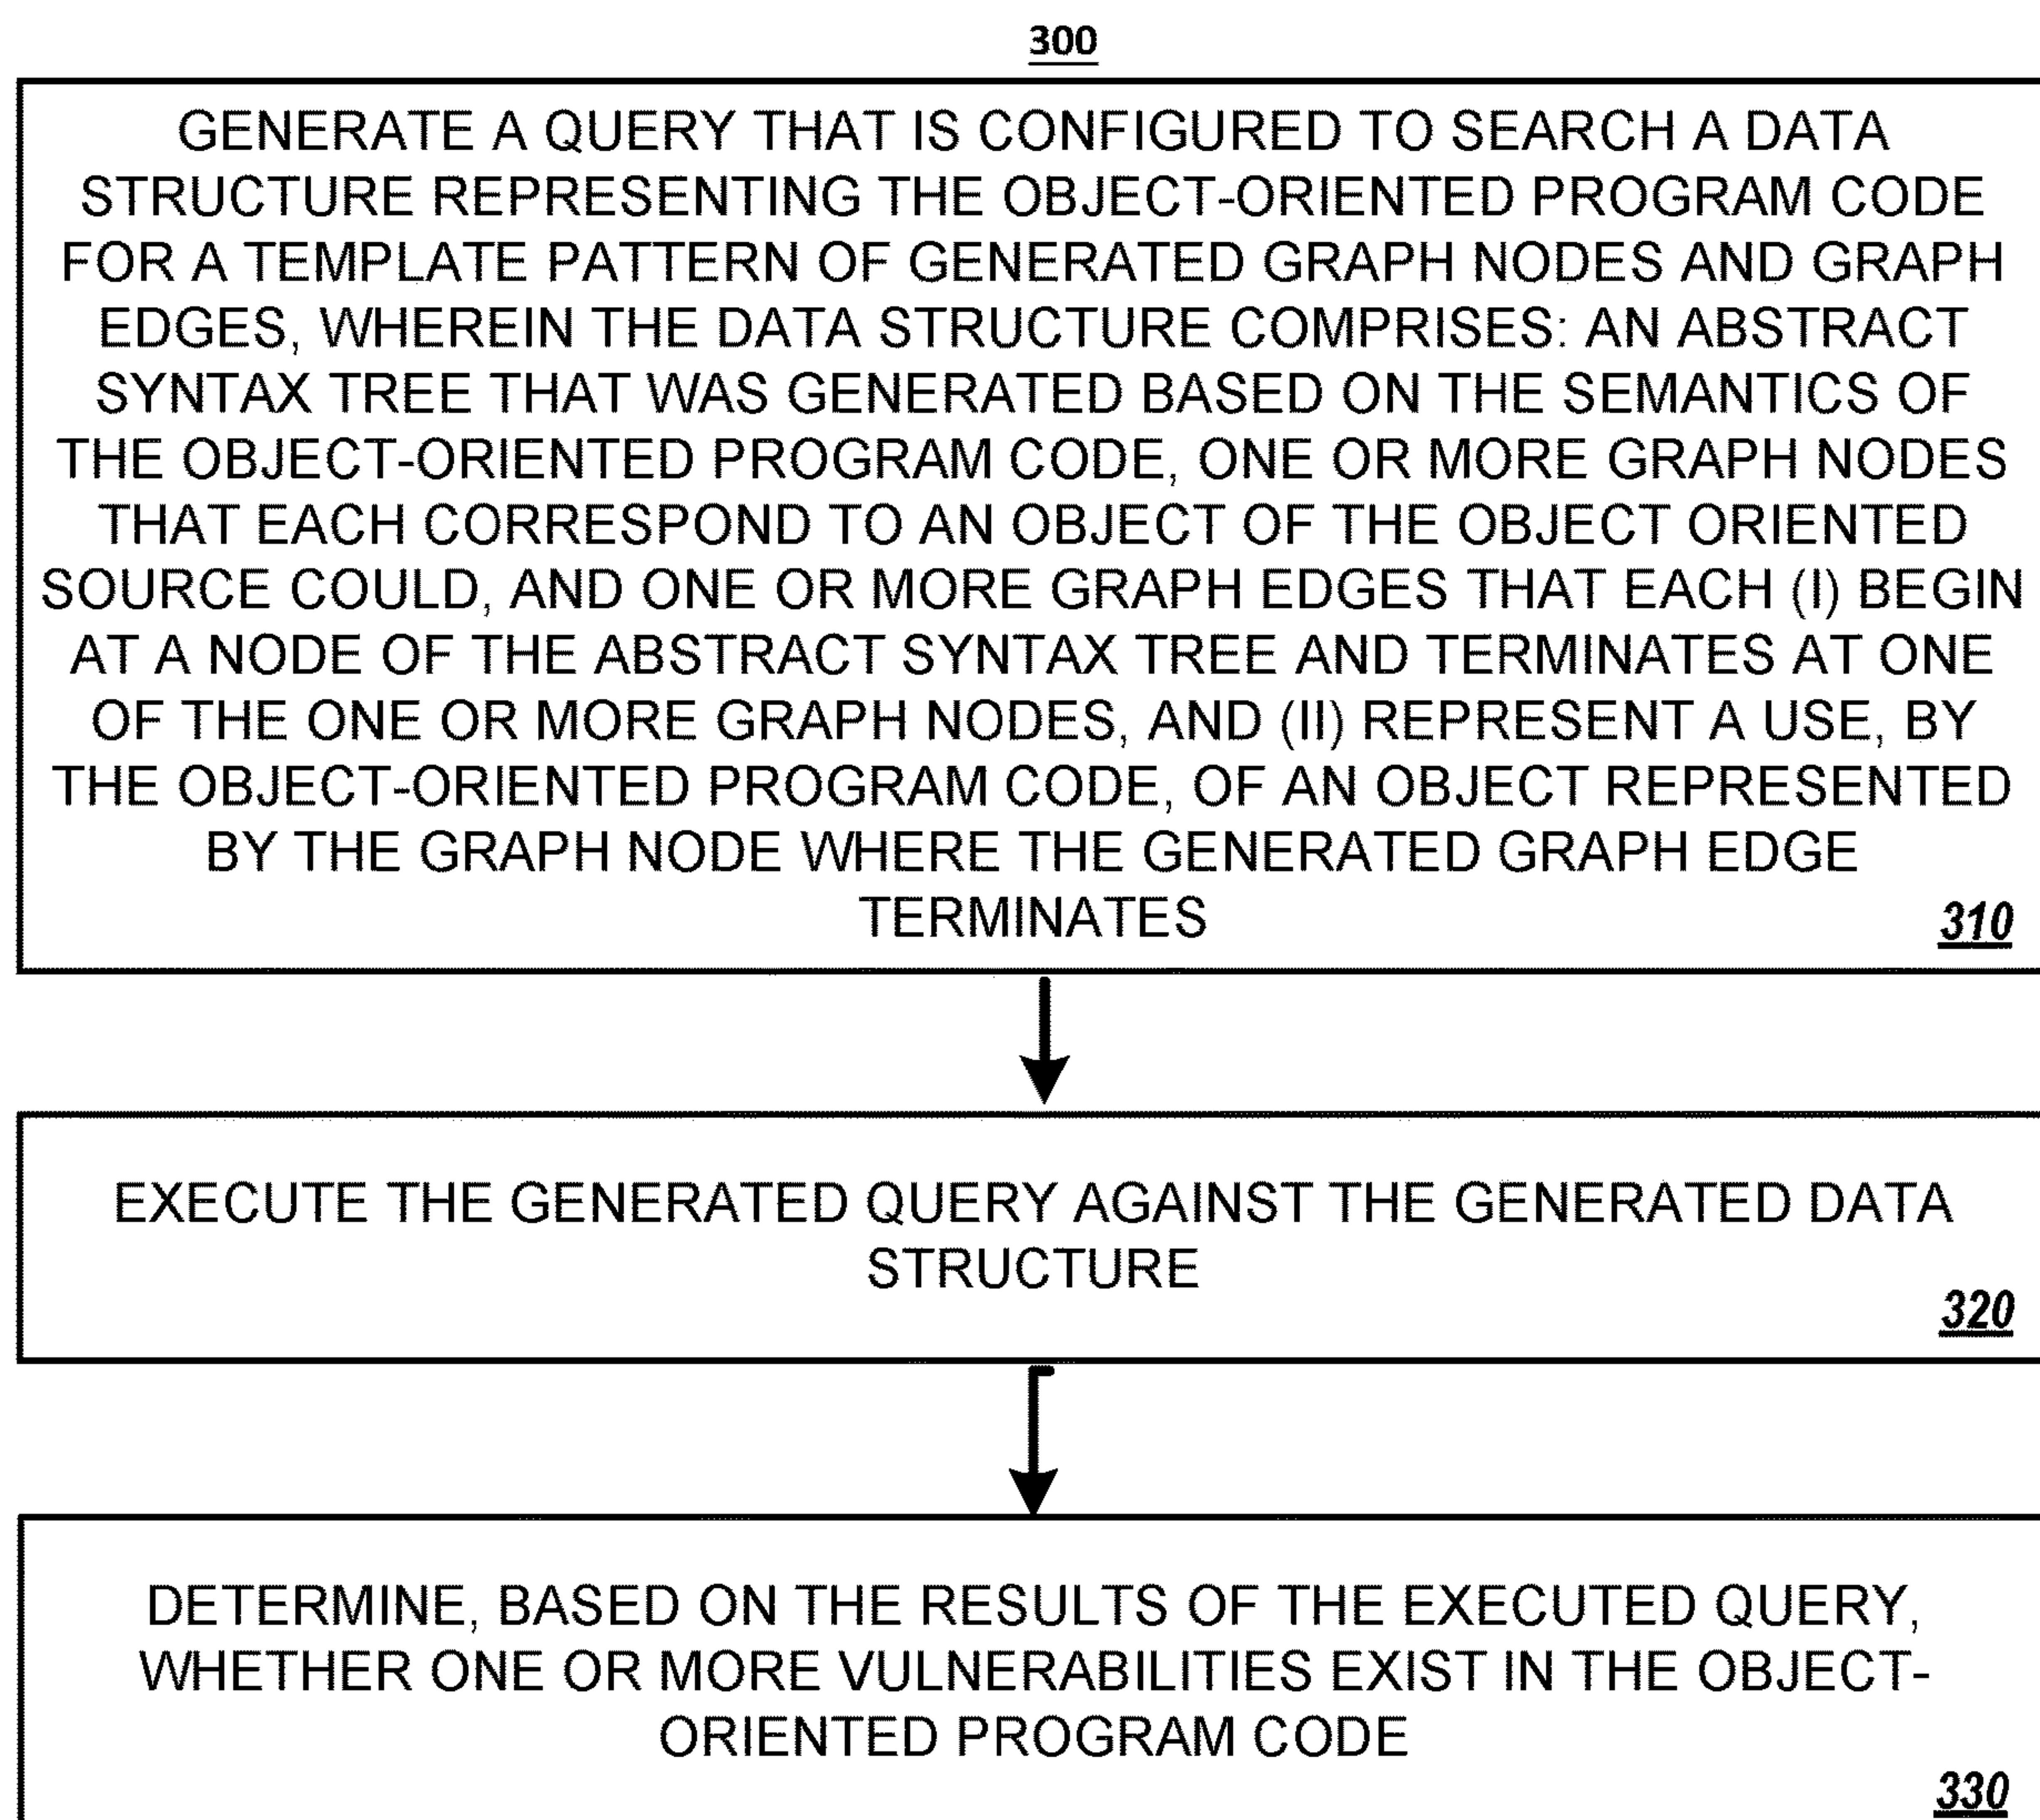 300
GENERATE A QUERY THAT IS CONFIGURED TO SEARCH A DATA
STRUCTURE REPRESENTING THE OBJECT-ORIENTED PROGRAM CODE
FOR A TEMPLATE PATTERN OF GENERATED GRAPH NODES AND GRAPH
EDGES, WHEREIN THE DATA STRUCTURE COMPRISES: AN ABSTRACT
SYNTAX TREE THAT WAS GENERATED BASED ON THE SEMANTICS OF
THE OBJECT-ORIENTED PROGRAM CODE, ONE OR MORE GRAPH NODES
THAT EACH CORRESPOND TO AN OBJECT OF THE OBJECT ORIENTED
SOURCE COULD, AND ONE OR MORE GRAPH EDGES THAT EACH (I) BEGIN
AT A NODE OF THE ABSTRACT SYNTAX TREE AND TERMINATES AT ONE
OF THE ONE OR MORE GRAPH NODES, AND (II) REPRESENT A USE, BY
THE OBJECT-ORIENTED PROGRAM CODE, OF AN OBJECT REPRESENTED
BY THE GRAPH NODE WHERE THE GENERATED GRAPH EDGE
TERMINATES
310
EXECUTE THE GENERATED QUERY AGAINST THE GENERATED DATA
STRUCTURE
320
DETERMINE, BASED ON THE RESULTS OF THE EXECUTED QUERY,
WHETHER ONE OR MORE VULNERABILITIES EXIST IN THE OBJECT-
ORIENTED PROGRAM CODE
330